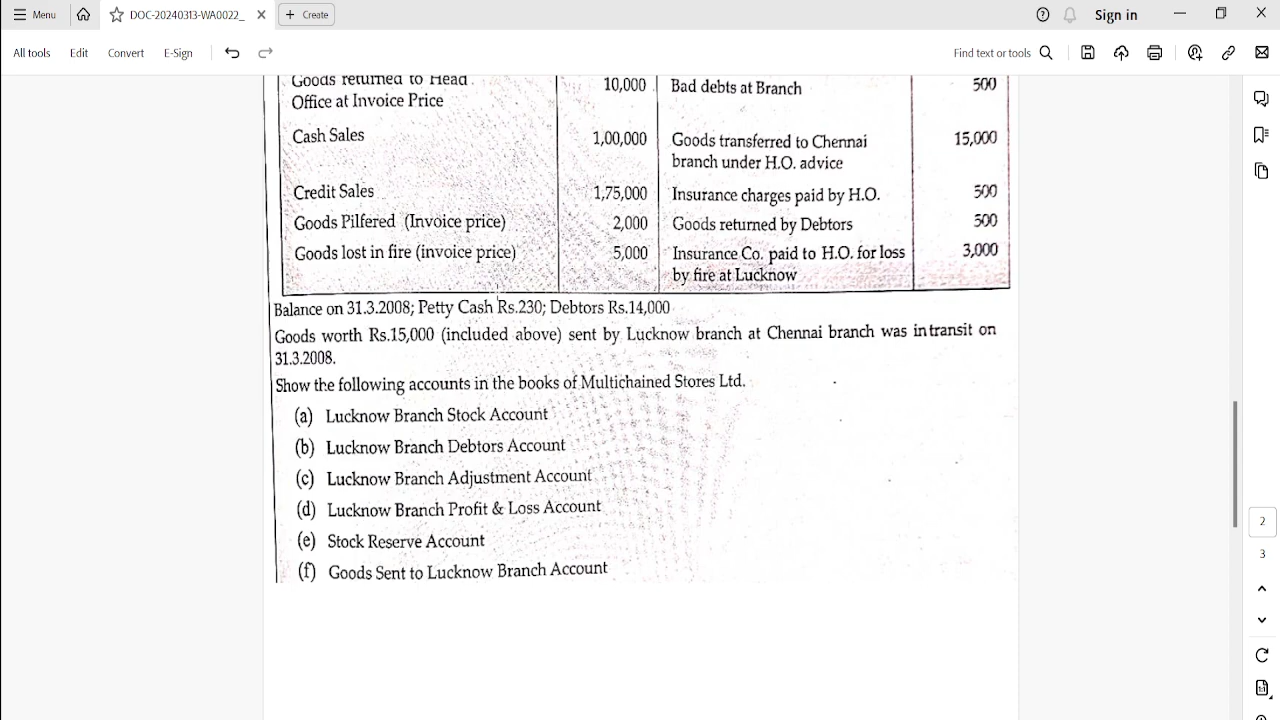 Menu
DOC-20240313-WA0022_
Create
Sign in
All tools
Edit
Convert
E-Sign
Find text or tools
Goods returned to Head
Office at Invoice Price
10,000
Bad debts at Branch
500
Cash Sales
1,00,000
Goods transferred to Chennai
branch under H.O. advice
15,000
Credit Sales
1,75,000
Insurance charges paid by H.O.
500
Goods Pilfered (Invoice price)
2,000
Goods returned by Debtors
500
Goods lost in fire (invoice price)
5,000
Insurance Co. paid to H.O. for loss
by fire at Lucknow
3,000
Balance on 31.3.2008; Petty Cash Rs.230; Debtors Rs.14,000
Goods worth Rs.15,000 (included above) sent by Lucknow branch at Chennai branch was in transit on
31.3.2008.
Show the following accounts in the books of Multichained Stores Ltd.
(a) Lucknow Branch Stock Account
(b) Lucknow Branch Debtors Account
(c) Lucknow Branch Adjustment Account
(d) Lucknow Branch Profit & Loss Account
(e) Stock Reserve Account
(f) Goods Sent to Lucknow Branch Account
2
3